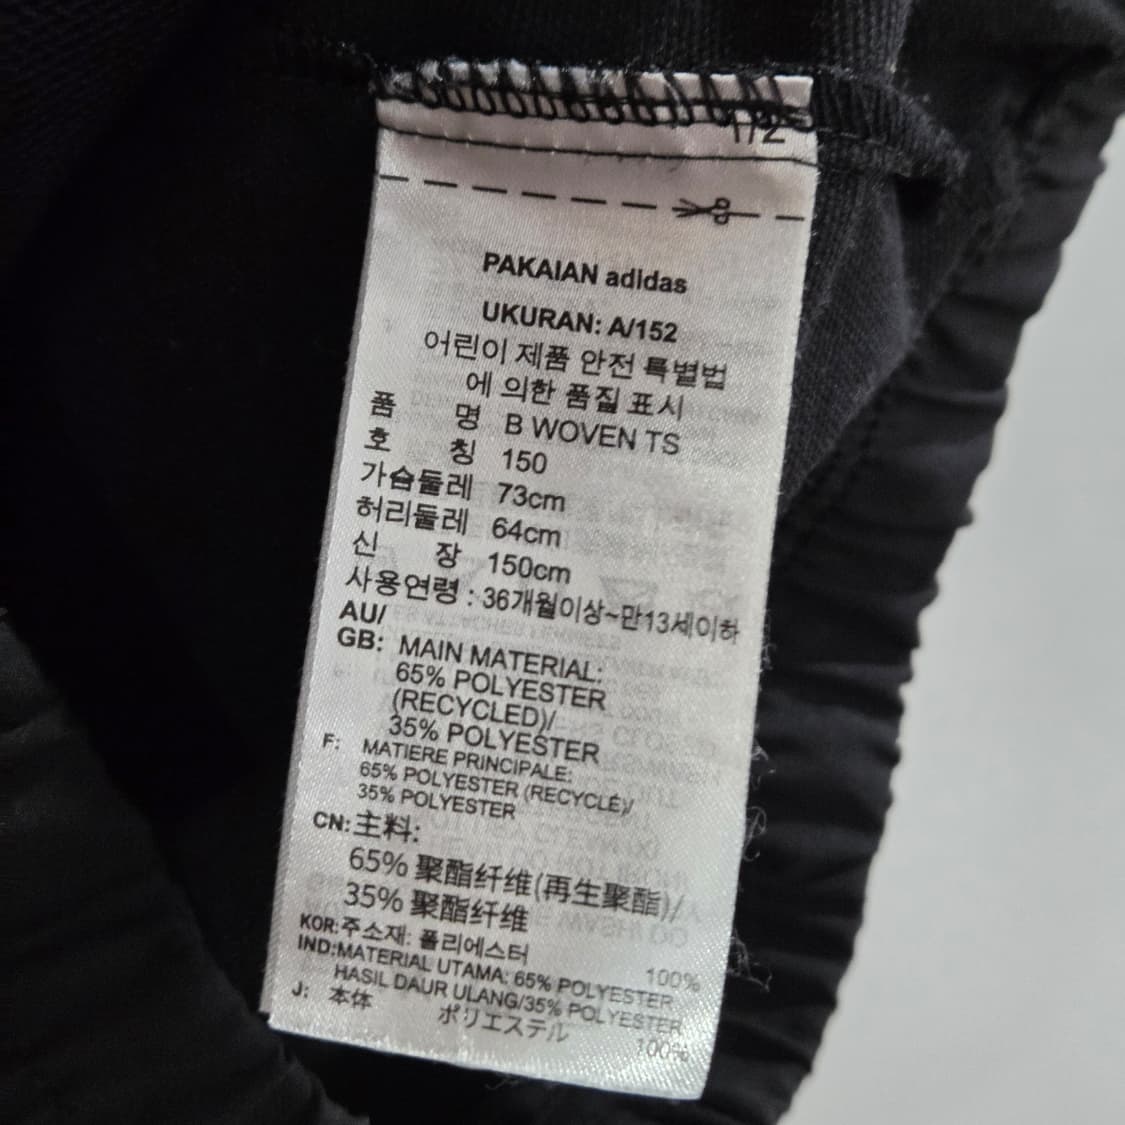 1/2
PAKAIAN adidas
UKURAN: A/152
어린이 제품 안전 특별법
에 의한 품질 표시
품 명 B WOVEN TS
호 칭 150
가슴둘레 73cm
허리둘레 64cm
신 장 150cm
사용연령 : 36개월이상~만13세이하
AU/
GB: MAIN MATERIAL:
65% POLYESTER
(RECYCLED)/
35% POLYESTER
F: MATIERE PRINCIPALE:
65% POLYESTER (RECYCLÉ)/
35% POLYESTER
CN:主料:
65% 聚酯纤维(再生聚酯)/
35% 聚酯纤维
KOR:주소재: 폴리에스터 100%
IND:MATERIAL UTAMA: 65% POLYESTER
HASIL DAUR ULANG/35% POLYESTER
J: 本体 ポリエステル 100%